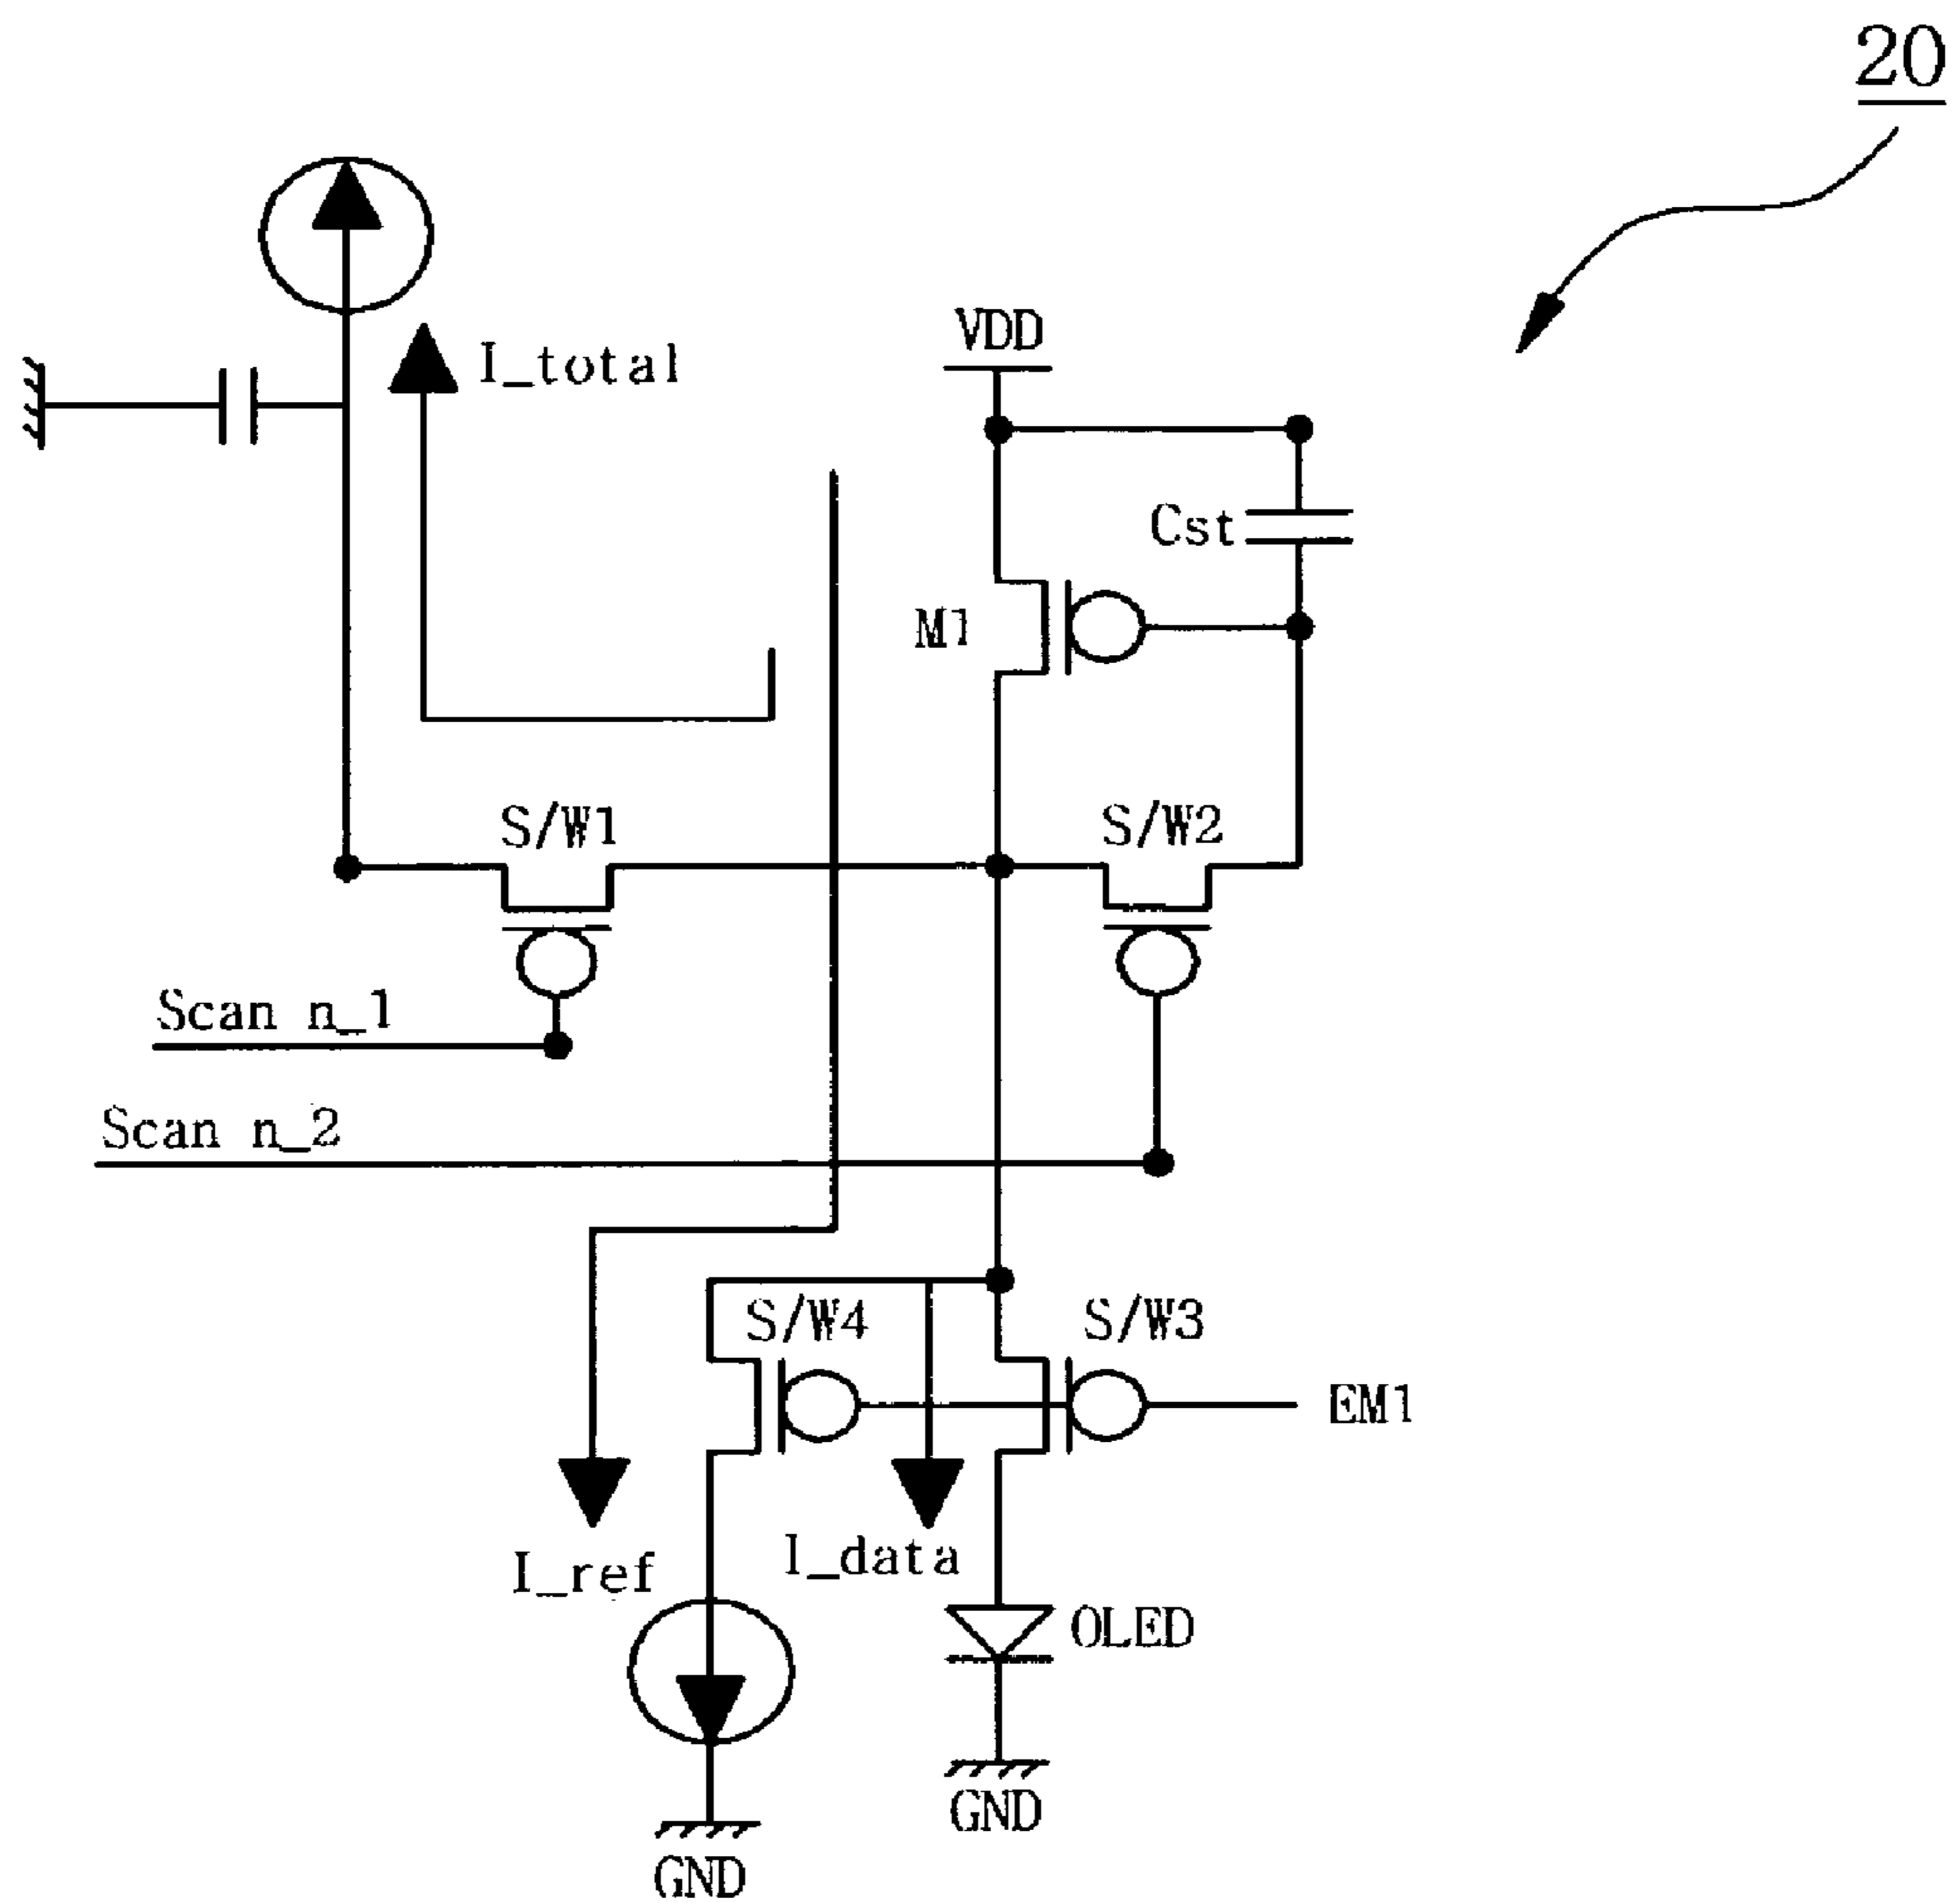 20
VDD
I_total
Cst
M1
S/W1
S/W2
Scan n_1
Scan n_2
S/W4
S/W3
EM1
I_ref
I_data
OLED
GND
GND